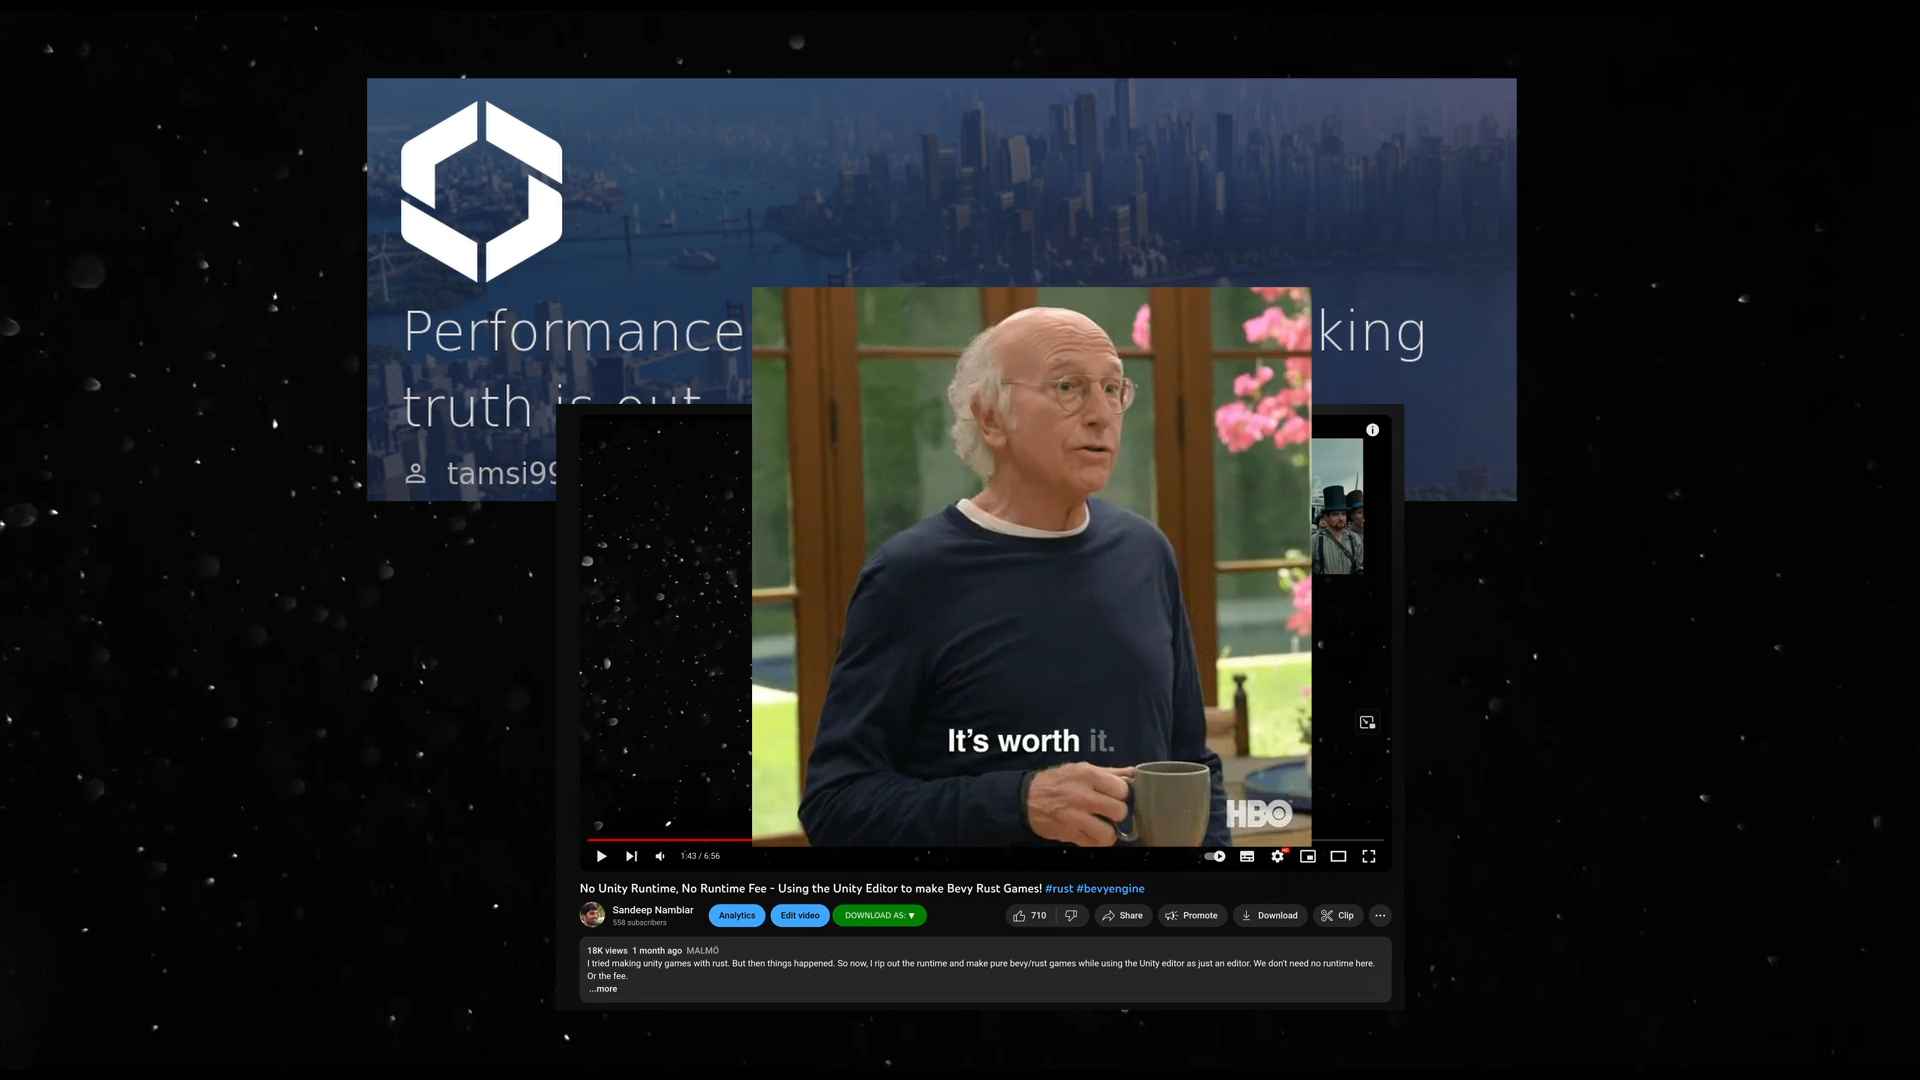 Performance
king
truth is out
tamsi99
It's worth it.
HBO
1:43 / 6:56
HD
No Unity Runtime, No Runtime Fee - Using the Unity Editor to make Bevy Rust Games! #rust #bevyengine
Sandeep Nambiar
558 subscribers
Analytics
Edit video
DOWNLOAD AS: ▼
710
Share
Promote
Download
Clip
18K views 1 month ago MALMÖ
I tried making unity games with rust. But then things happened. So now, I rip out the runtime and make pure bevy/rust games while using the Unity editor as just an editor. We don't need no runtime here.
Or the fee.
...more